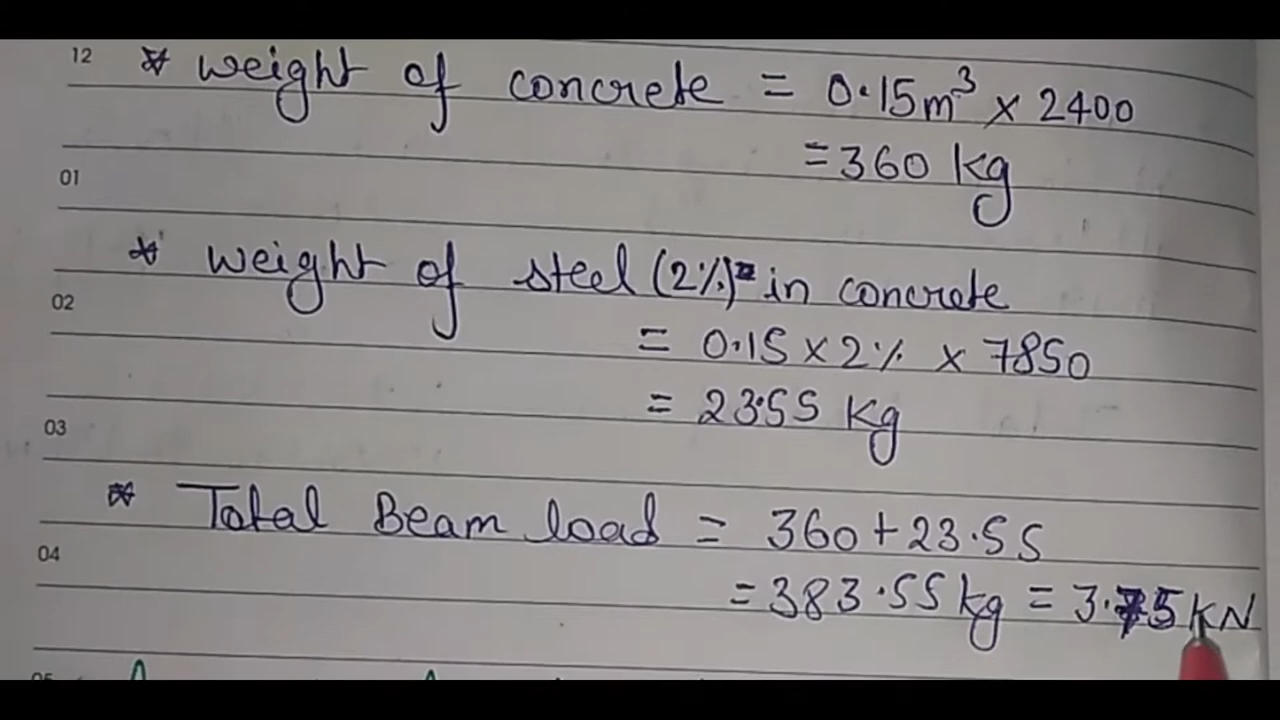 12 * weight of concrete = 0.15m³ × 2400
= 360 kg
01
* weight of steel (2%) in concrete
02
= 0.15 × 2% × 7850
= 23.55 Kg
03
* Total Beam load = 360 + 23.55
04
= 383.55 kg = 3.75 KN
05